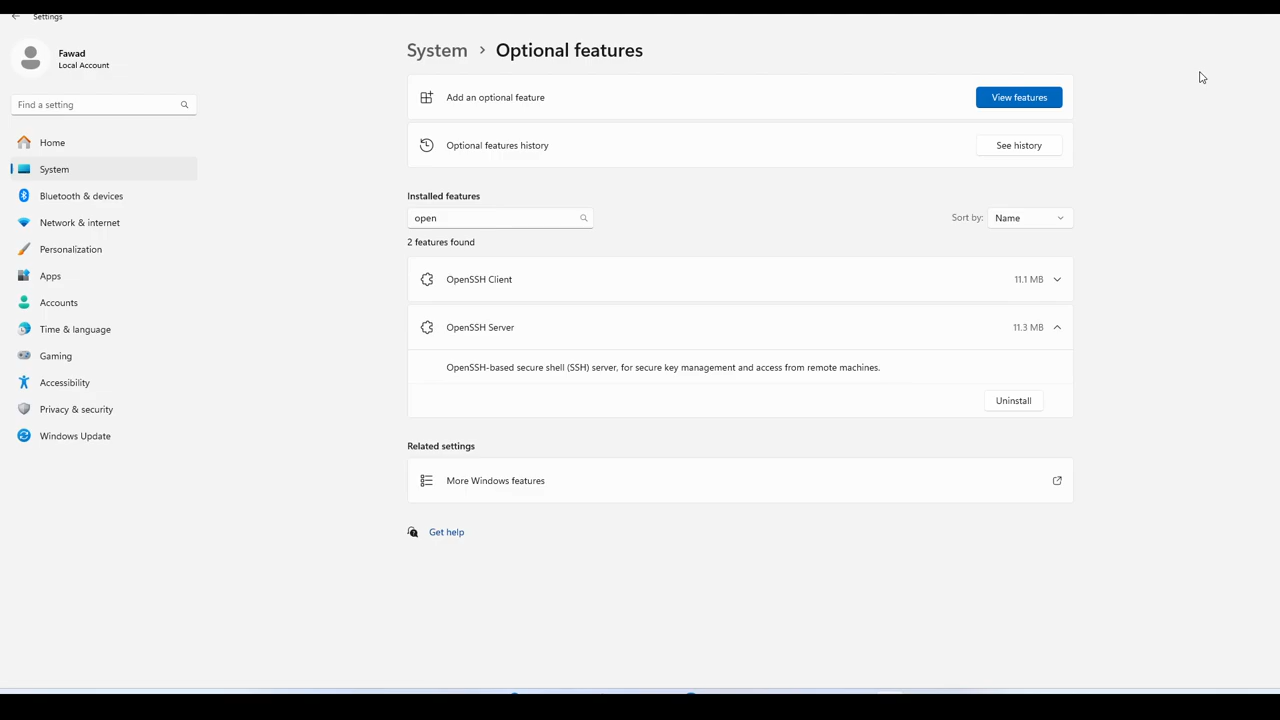 Settings
Fawad
Local Account
Find a setting
Home
System
Bluetooth & devices
Network & internet
Personalization
Apps
Accounts
Time & language
Gaming
Accessibility
Privacy & security
Windows Update
System > Optional features
Add an optional feature
View features
Optional features history
See history
Installed features
open
Sort by: Name
2 features found
OpenSSH Client
11.1 MB
OpenSSH Server
11.3 MB
OpenSSH-based secure shell (SSH) server, for secure key management and access from remote machines.
Uninstall
Related settings
More Windows features
Get help